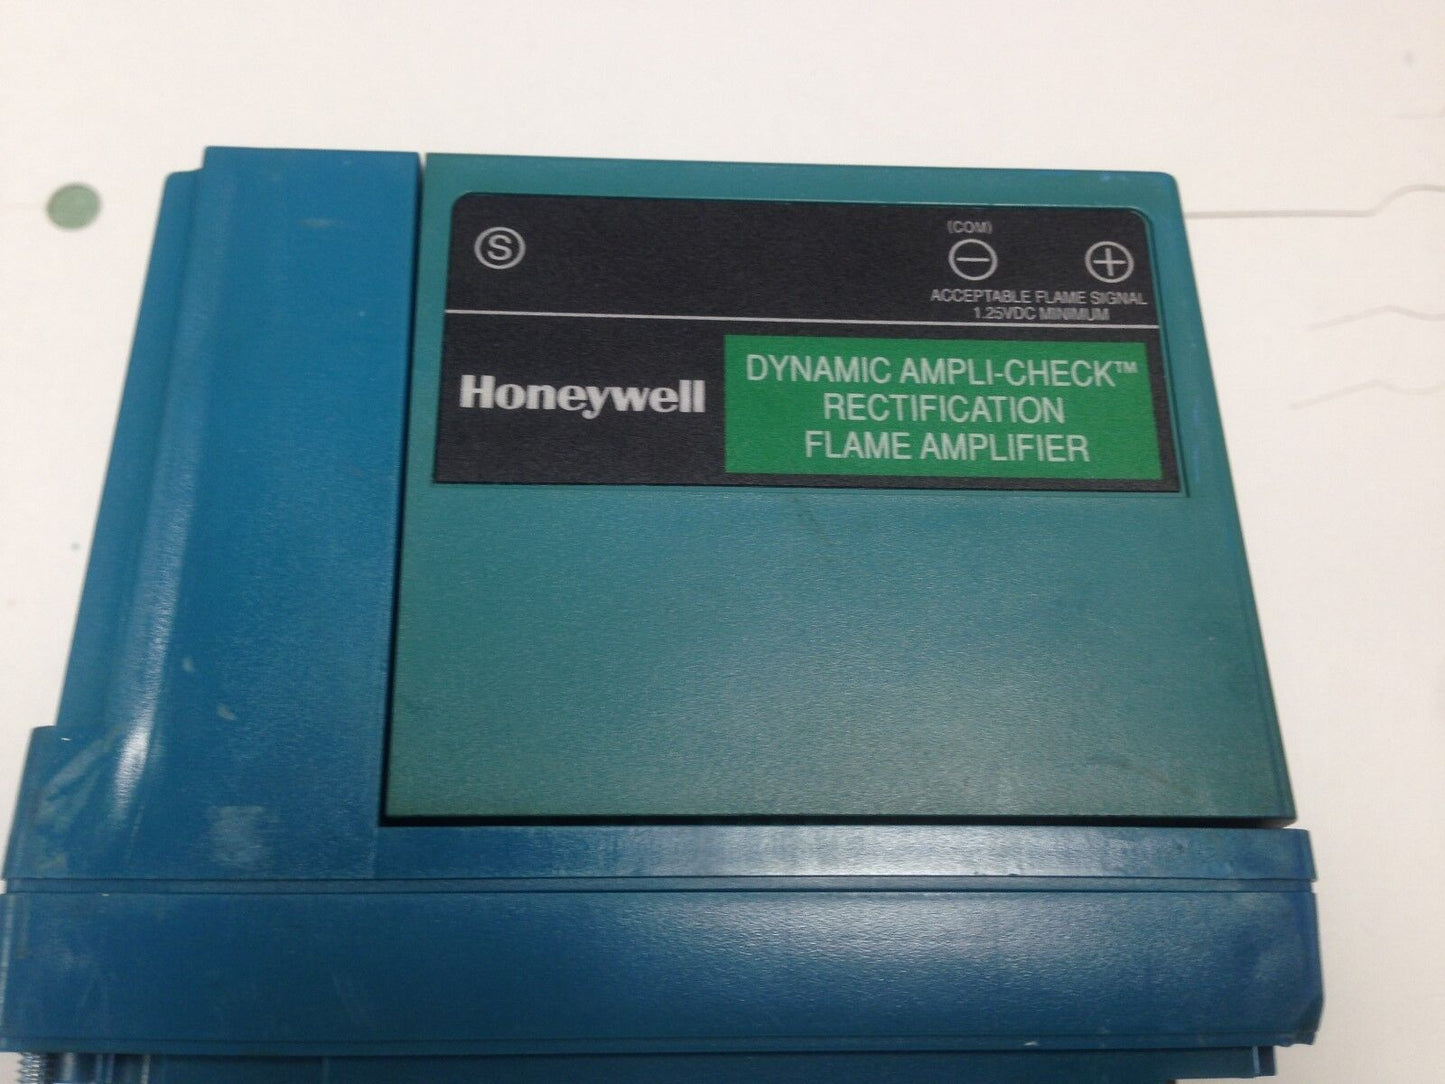 S
(COM)
− +
ACCEPTABLE FLAME SIGNAL
1.25VDC MINIMUM
Honeywell
DYNAMIC AMPLI-CHECK™
RECTIFICATION
FLAME AMPLIFIER